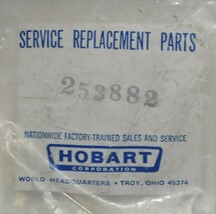 SERVICE REPLACEMENT PARTS
253882
NATIONWIDE FACTORY-TRAINED SALES AND SERVICE
HOBART
CORPORATION
WORLD HEADQUARTERS • TROY, OHIO 45374